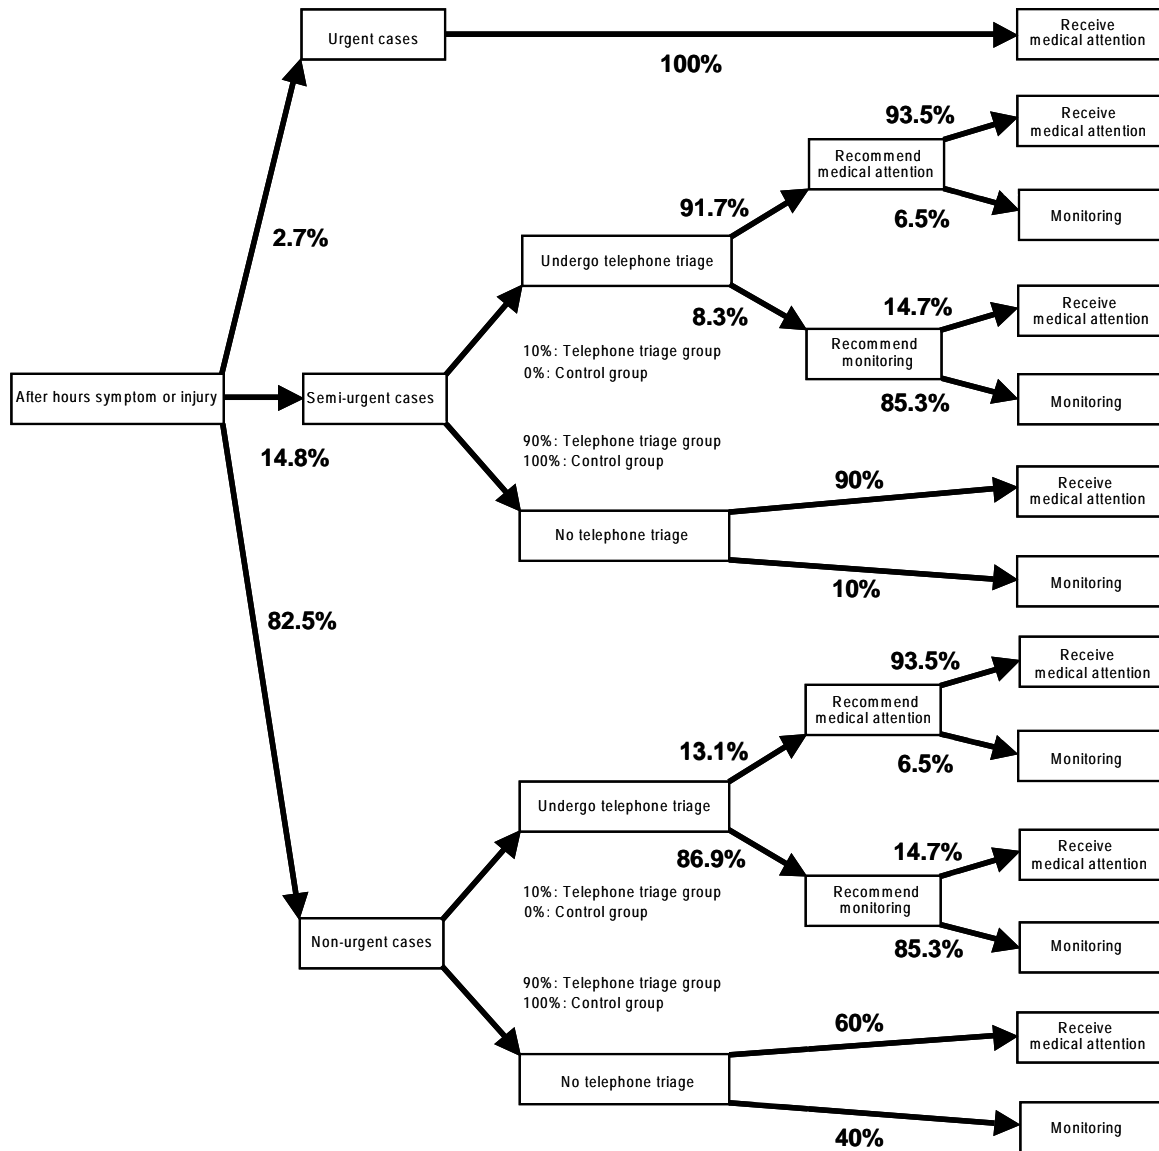 Urgent cases
100%
Receive
medical attention
2.7%
93.5%
Receive
medical attention
Recommend
medical attention
91.7%
6.5%
Monitoring
Undergo telephone triage
8.3%
14.7%
Receive
medical attention
10%: Telephone triage group
0%: Control group
Recommend
monitoring
85.3%
Monitoring
After hours symptom or injury
Semi-urgent cases
14.8%
90%: Telephone triage group
100%: Control group
90%
Receive
medical attention
No telephone triage
10%
Monitoring
82.5%
93.5%
Receive
medical attention
Recommend
medical attention
13.1%
6.5%
Monitoring
Undergo telephone triage
86.9%
14.7%
Receive
medical attention
10%: Telephone triage group
0%: Control group
Recommend
monitoring
85.3%
Monitoring
Non-urgent cases
90%: Telephone triage group
100%: Control group
60%
Receive
medical attention
No telephone triage
40%
Monitoring